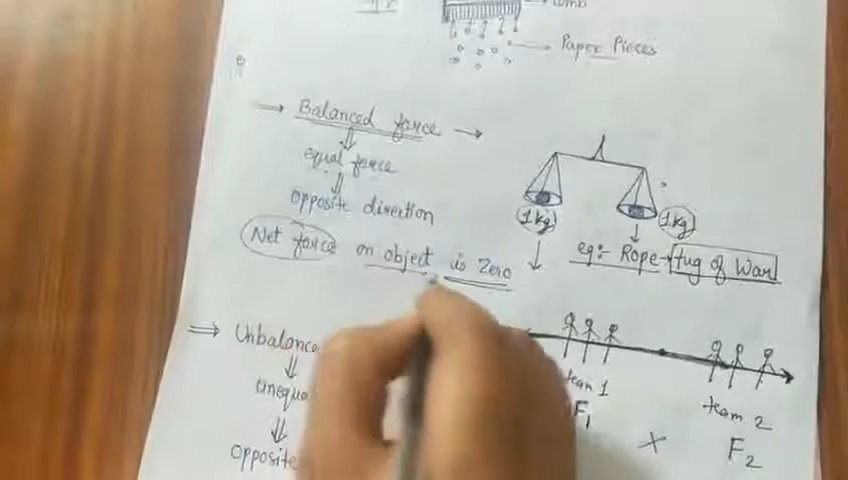 Paper Pieces
Balanced force
equal force
opposite direction
Net force on object is Zero
1kg
1kg
eg:- Rope → tug of War
Unbalance
unequa
opposite
team 1
F1
team 2
F2
x